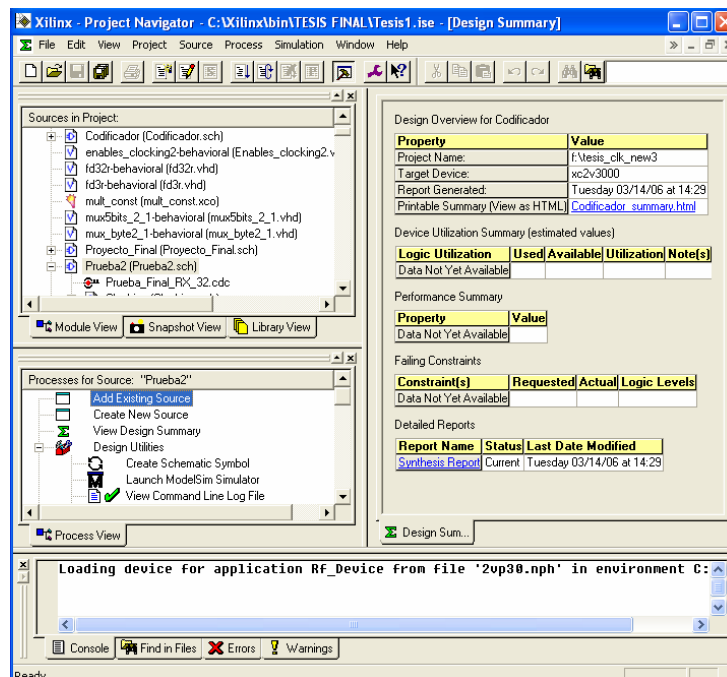 Xilinx - Project Navigator - C:\Xilinx\bin\TESIS FINAL\Tesis1.ise - [Design Summary]
File Edit View Project Source Process Simulation Window Help
Sources in Project:
Codificador (Codificador.sch)
enables_clocking2-behavioral (Enables_clocking2.v
fd32r-behavioral (fd32r.vhd)
fd3r-behavioral (fd3r.vhd)
mult_const (mult_const.xco)
mux5bits_2_1-behavioral (mux5bits_2_1.vhd)
mux_byte2_1-behavioral (mux_byte2_1.vhd)
Proyecto_Final (Proyecto_Final.sch)
Prueba2 (Prueba2.sch)
Prueba_Final_RX_32.cdc
Module View Snapshot View Library View
Processes for Source: "Prueba2"
Add Existing Source
Create New Source
View Design Summary
Design Utilities
Create Schematic Symbol
Launch ModelSim Simulator
View Command Line Log File
Process View
Design Overview for Codificador
Property Value
Project Name: f:\tesis_clk_new3
Target Device: xc2v3000
Report Generated: Tuesday 03/14/06 at 14:29
Printable Summary (View as HTML) Codificador_summary.html
Device Utilization Summary (estimated values)
Logic Utilization Used Available Utilization Note(s)
Data Not Yet Available
Performance Summary
Property Value
Data Not Yet Available
Failing Constraints
Constraint(s) Requested Actual Logic Levels
Data Not Yet Available
Detailed Reports
Report Name Status Last Date Modified
Synthesis Report Current Tuesday 03/14/06 at 14:29
Design Sum...
Loading device for application Rf_Device from file '2vp30.nph' in environment C:
Console Find in Files Errors Warnings
Ready